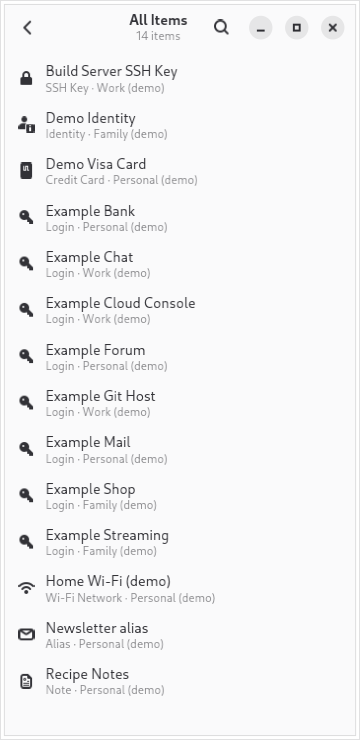 All Items
14 items
Build Server SSH Key
SSH Key · Work (demo)
Demo Identity
Identity · Family (demo)
Demo Visa Card
Credit Card · Personal (demo)
Example Bank
Login · Personal (demo)
Example Chat
Login · Work (demo)
Example Cloud Console
Login · Work (demo)
Example Forum
Login · Personal (demo)
Example Git Host
Login · Work (demo)
Example Mail
Login · Personal (demo)
Example Shop
Login · Family (demo)
Example Streaming
Login · Family (demo)
Home Wi-Fi (demo)
Wi-Fi Network · Personal (demo)
Newsletter alias
Alias · Personal (demo)
Recipe Notes
Note · Personal (demo)